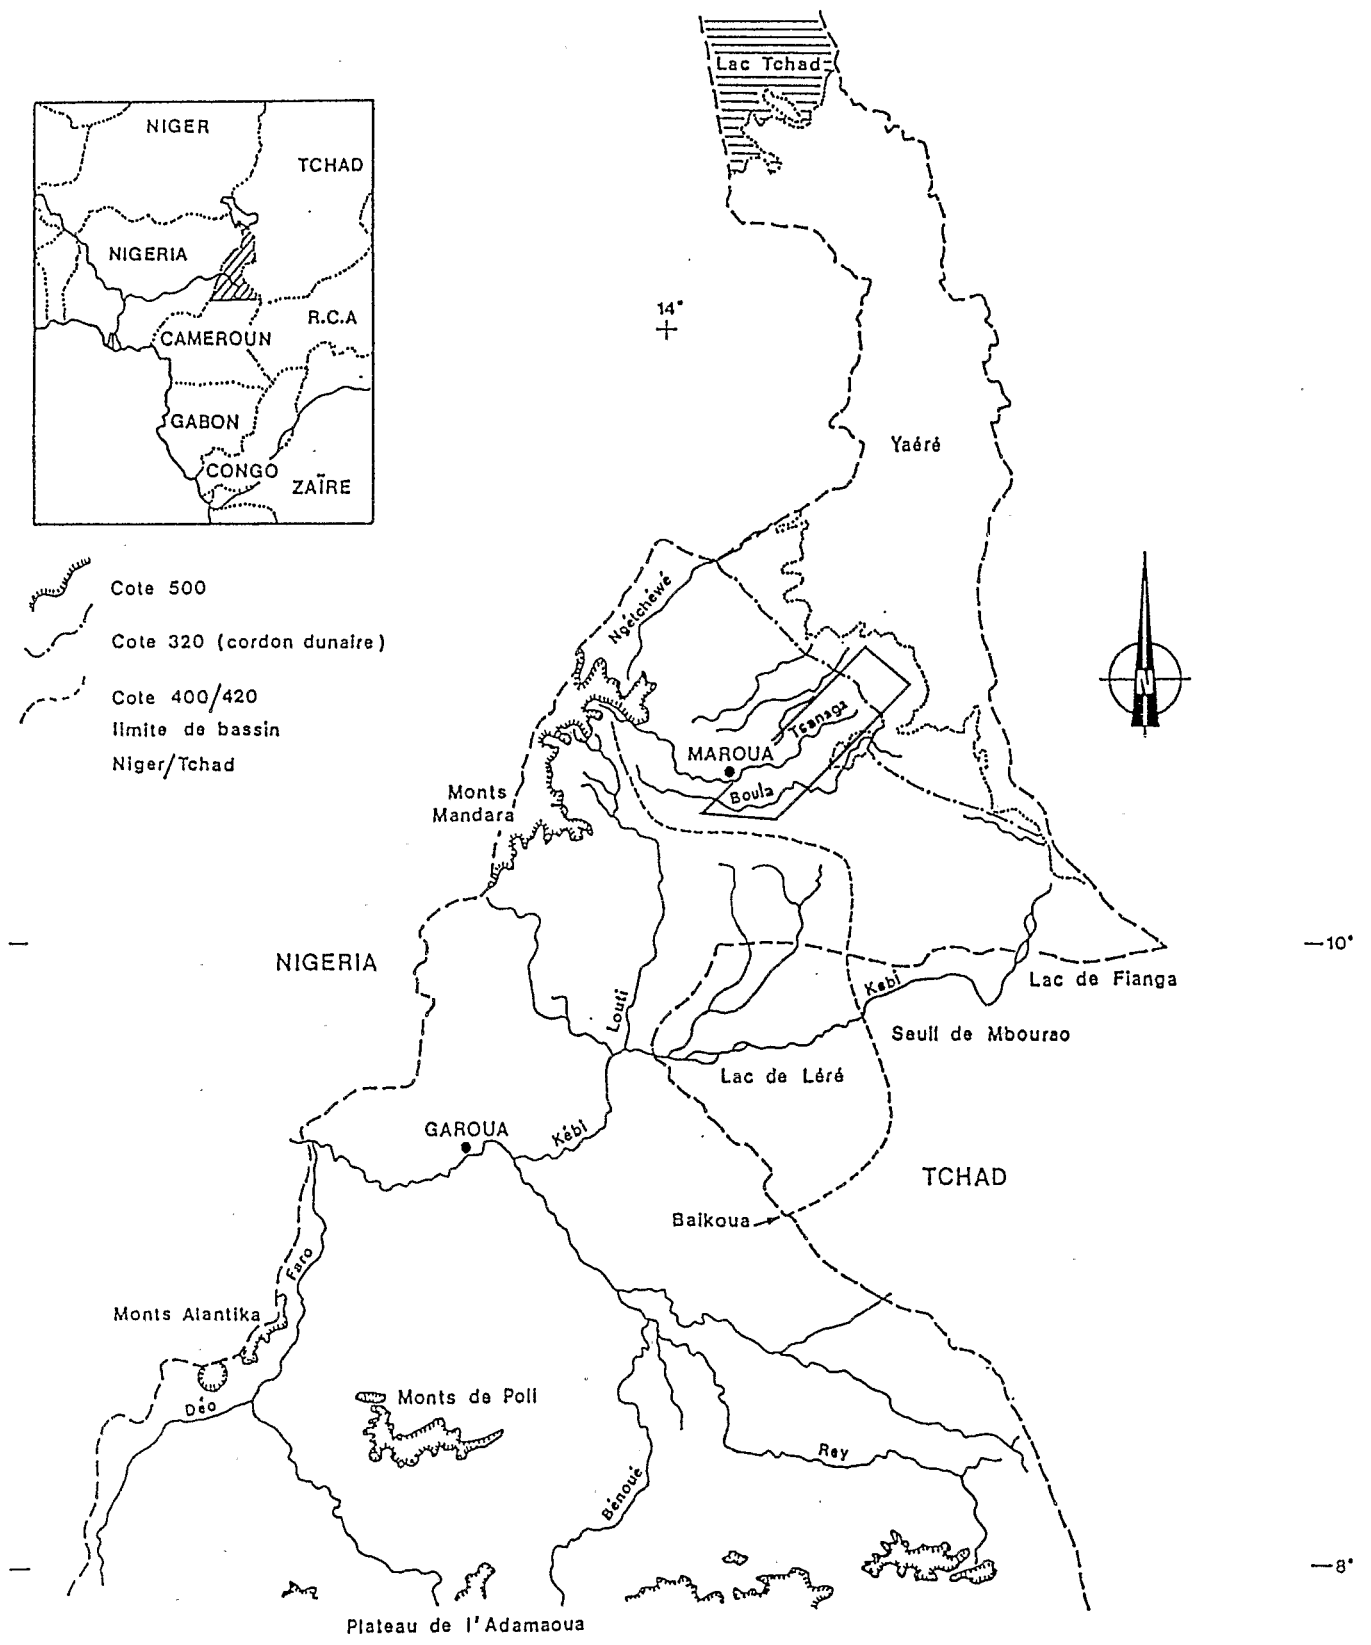 Lac Tchad
NIGER
TCHAD
NIGERIA
R.C.A
CAMEROUN
GABON
CONGO
ZAÏRE
14°
Yaéré
Cote 500
Cote 320 (cordon dunaire)
Cote 400/420
limite de bassin
Niger/Tchad
Ngétchéwé
N
Tsanaga
MAROUA
Boula
Monts
Mandara
10°
NIGERIA
Kebi
Lac de Fianga
Louti
Seuil de Mbourao
Lac de Léré
GAROUA
Kébi
TCHAD
Baikoua
Faro
Monts Alantika
Monts de Poli
Déo
Rey
Bénoué
8°
Plateau de l'Adamaoua